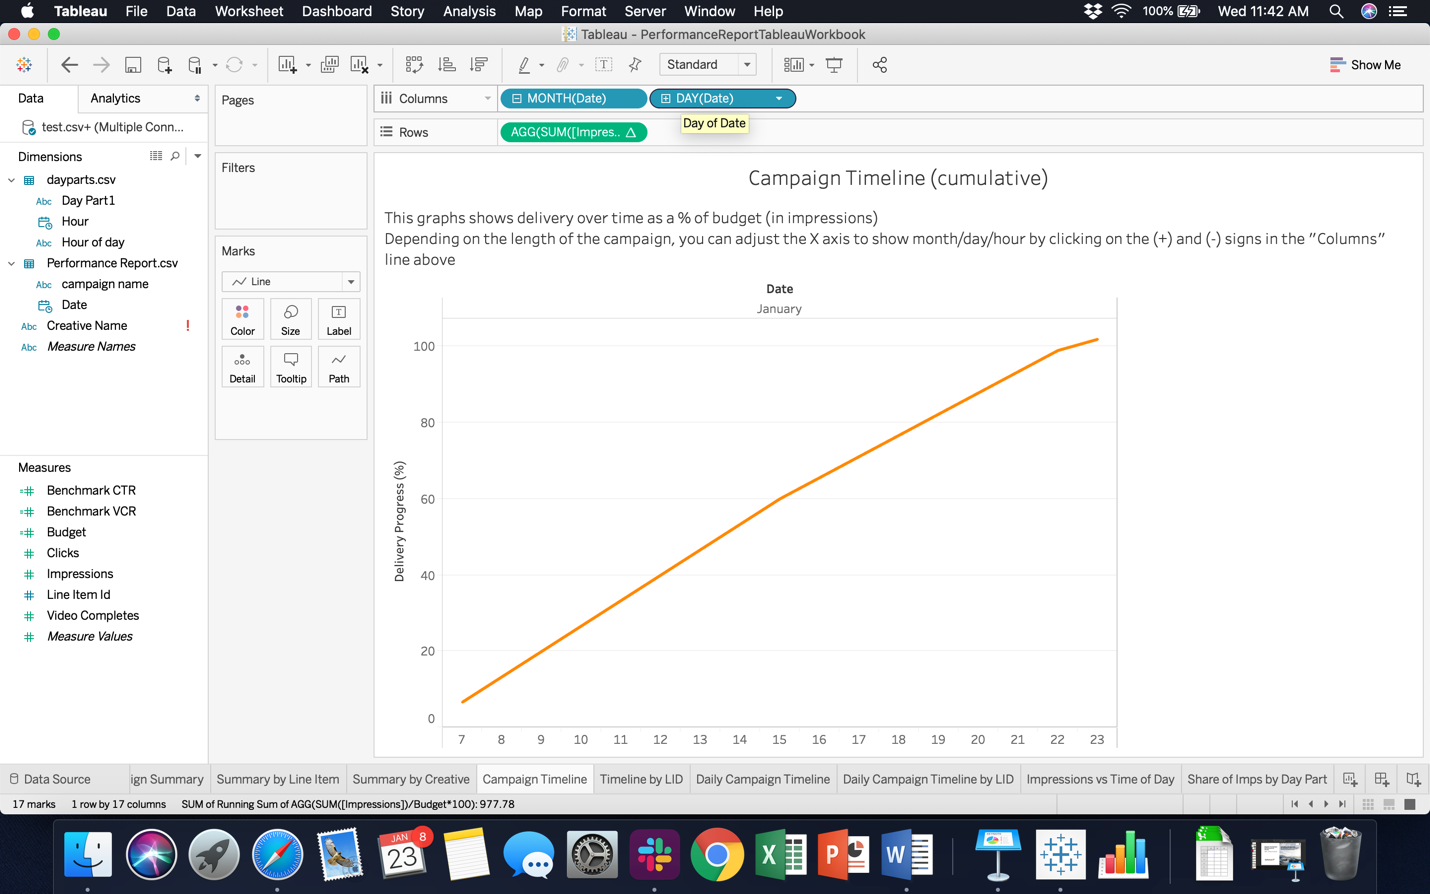 Tableau File Data Worksheet Dashboard Story Analysis Map Format Server Window Help 100% Wed 11:42 AM
Tableau - PerformanceReportTableauWorkbook
Standard Show Me
Data Analytics
test.csv+ (Multiple Conn...
Dimensions
dayparts.csv
Abc Day Part1
Hour
Abc Hour of day
Performance Report.csv
Abc campaign name
Date
Abc Creative Name !
Abc Measure Names
Measures
Benchmark CTR
Benchmark VCR
Budget
Clicks
Impressions
Line Item Id
Video Completes
Measure Values
Pages
Filters
Marks
Line
Color Size Label
Detail Tooltip Path
Columns MONTH(Date) DAY(Date)
Day of Date
Rows AGG(SUM([Impres..
Campaign Timeline (cumulative)
This graphs shows delivery over time as a % of budget (in impressions)
Depending on the length of the campaign, you can adjust the X axis to show month/day/hour by clicking on the (+) and (-) signs in the "Columns"
line above
Date
January
Delivery Progress (%)
100
80
60
40
20
0
7 8 9 10 11 12 13 14 15 16 17 18 19 20 21 22 23
Data Source ign Summary Summary by Line Item Summary by Creative Campaign Timeline Timeline by LID Daily Campaign Timeline Daily Campaign Timeline by LID Impressions vs Time of Day Share of Imps by Day Part
17 marks 1 row by 17 columns SUM of Running Sum of AGG(SUM([Impressions])/Budget*100): 977.78
JAN 8
23
X P W